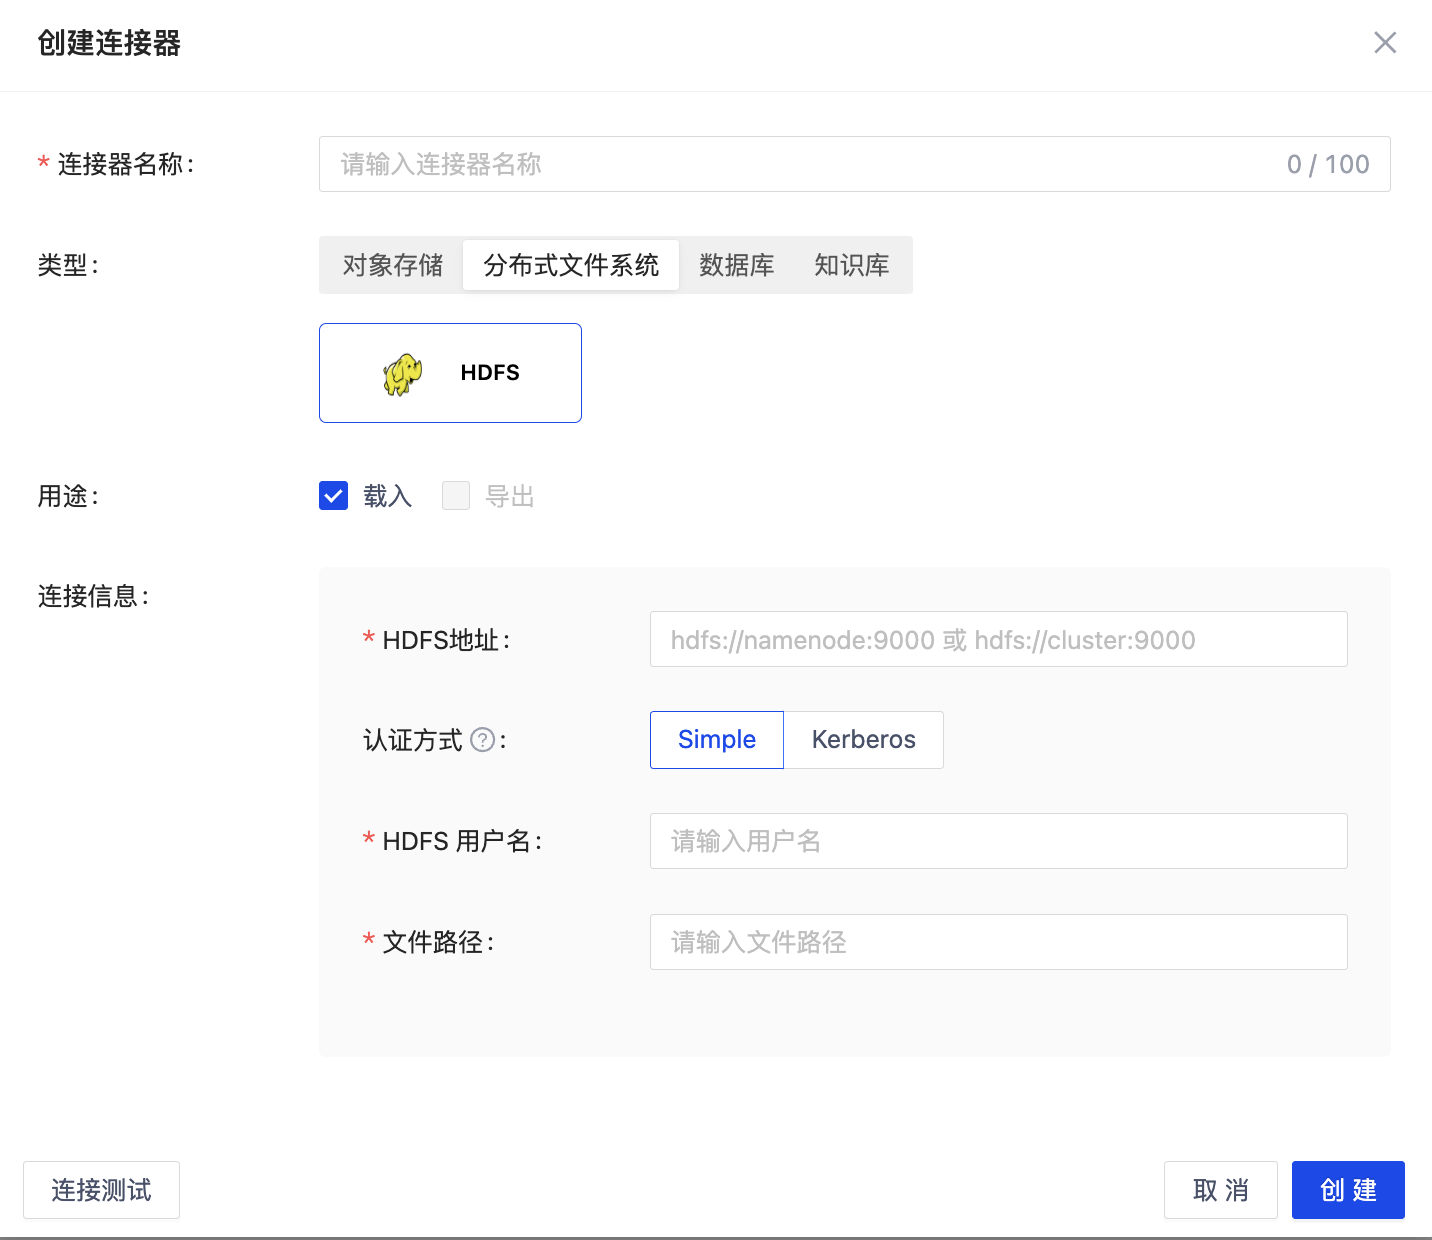 创建连接器
* 连接器名称:
请输入连接器名称 0 / 100
类型:
对象存储 分布式文件系统 数据库 知识库
HDFS
用途:
载入 导出
连接信息:
* HDFS地址:
hdfs://namenode:9000 或 hdfs://cluster:9000
认证方式 ? :
Simple Kerberos
* HDFS 用户名:
请输入用户名
* 文件路径:
请输入文件路径
连接测试 取 消 创 建